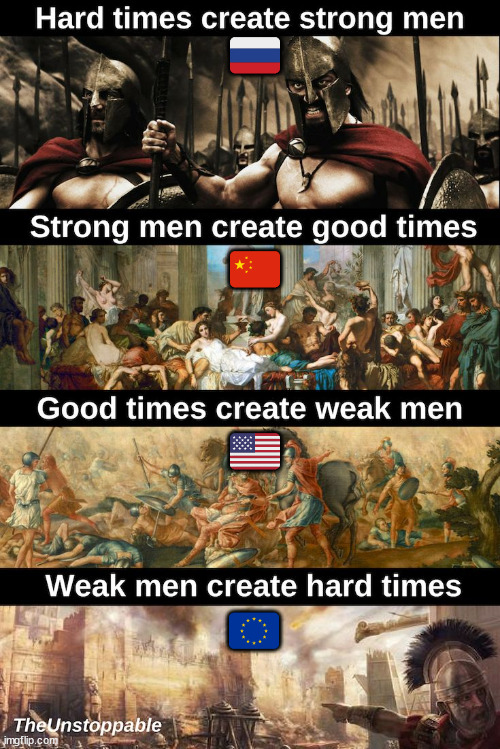 Hard times create strong men
Strong men create good times
Good times create weak men
Weak men create hard times
TheUnstoppable
imgflip.com